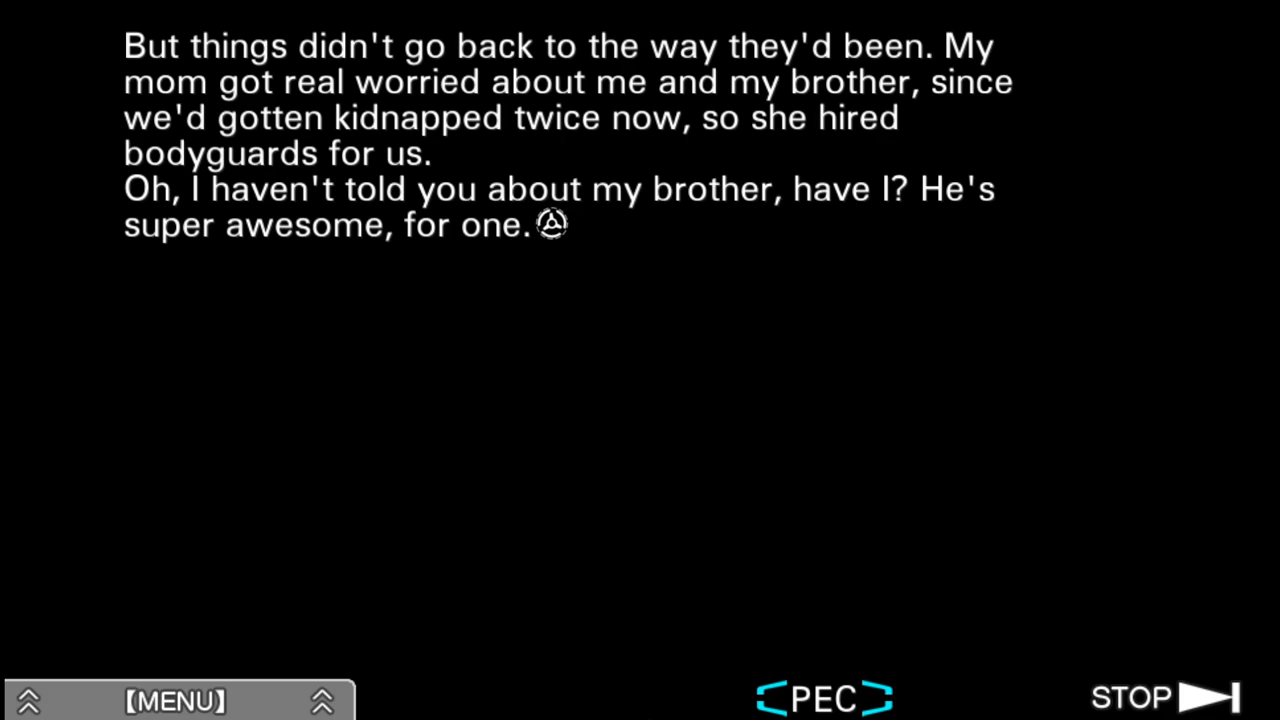 But things didn't go back to the way they'd been. My
mom got real worried about me and my brother, since
we'd gotten kidnapped twice now, so she hired
bodyguards for us.
Oh, I haven't told you about my brother, have I? He's
super awesome, for one.
【MENU】
PEC
STOP